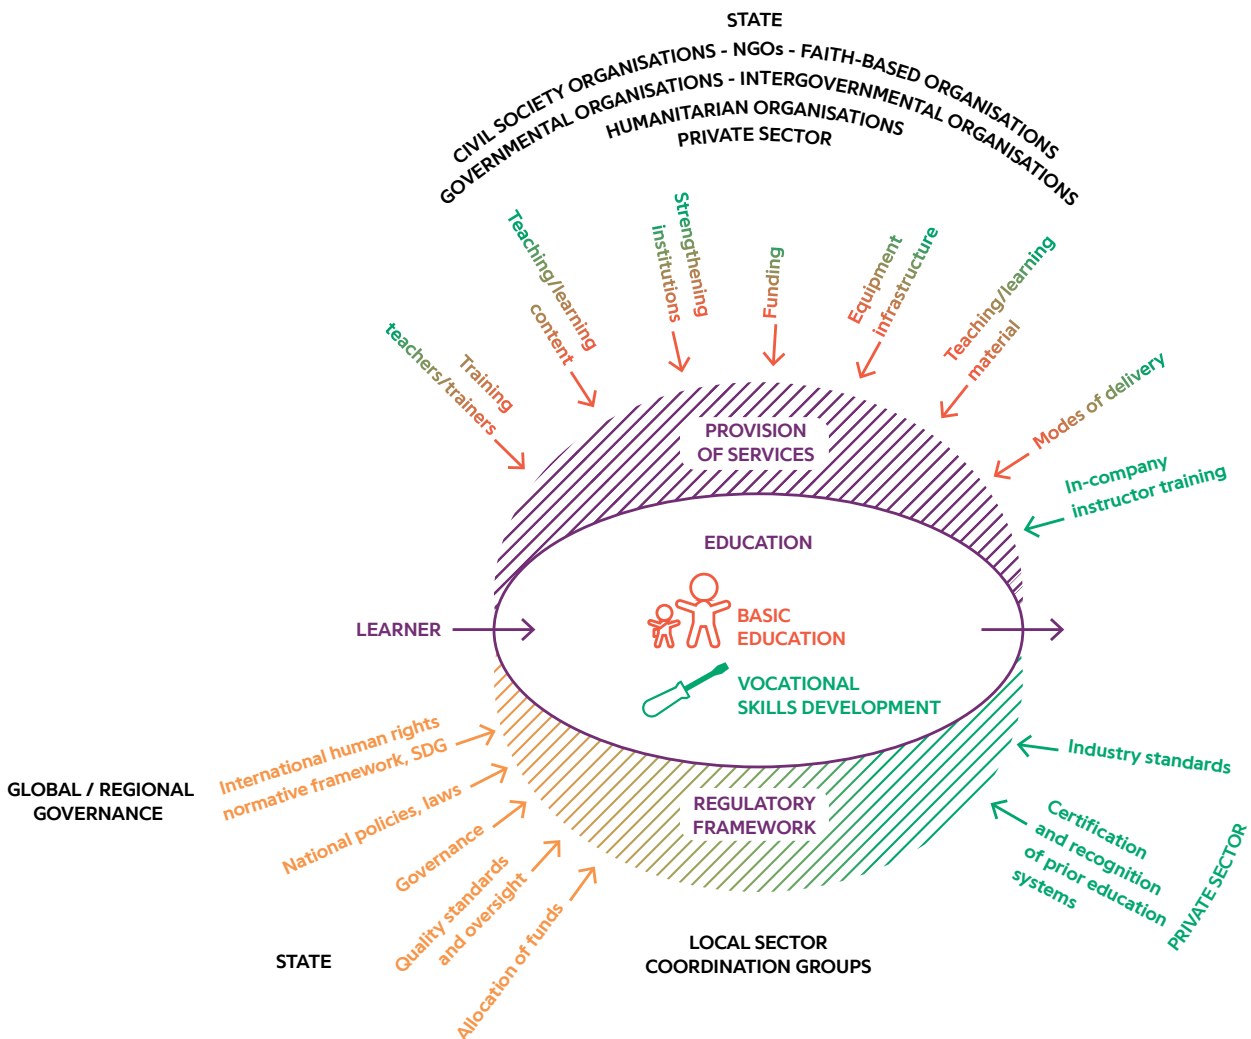 STATE
CIVIL SOCIETY ORGANISATIONS - NGOs - FAITH-BASED ORGANISATIONS
GOVERNMENTAL ORGANISATIONS - INTERGOVERNMENTAL ORGANISATIONS
HUMANITARIAN ORGANISATIONS
PRIVATE SECTOR
Training
teachers/trainers
Teaching/learning
content
Strengthening
institutions
Funding
Equipment
infrastructure
Teaching/learning
material
Modes of delivery
In-company
instructor training
PROVISION
OF SERVICES
EDUCATION
BASIC
EDUCATION
LEARNER
VOCATIONAL
SKILLS DEVELOPMENT
REGULATORY
FRAMEWORK
International human rights
normative framework, SDG
National policies, laws
Governance
Quality standards
and oversight
Allocation of funds
GLOBAL / REGIONAL
GOVERNANCE
STATE
LOCAL SECTOR
COORDINATION GROUPS
Industry standards
Certification
and recognition
of prior education
systems
PRIVATE SECTOR